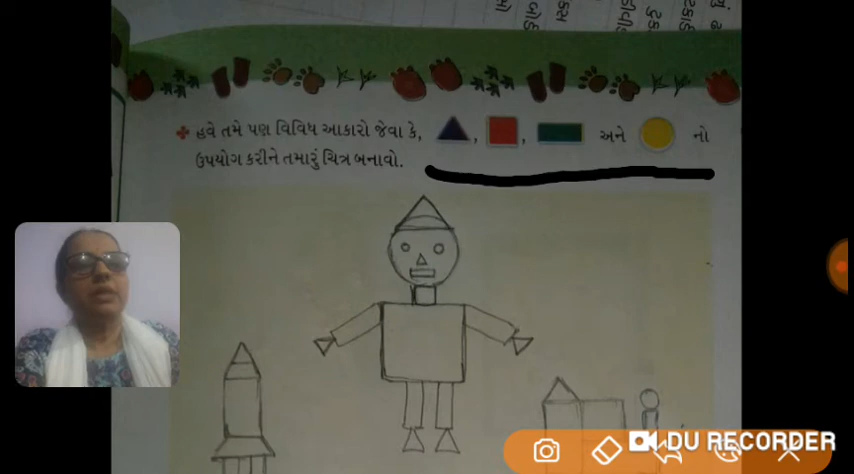 હવે તમે પણ વિવિધ આકારો જેવા કે, , , અને નો
ઉપયોગ કરીને તમારું ચિત્ર બનાવો.
DU RECORDER